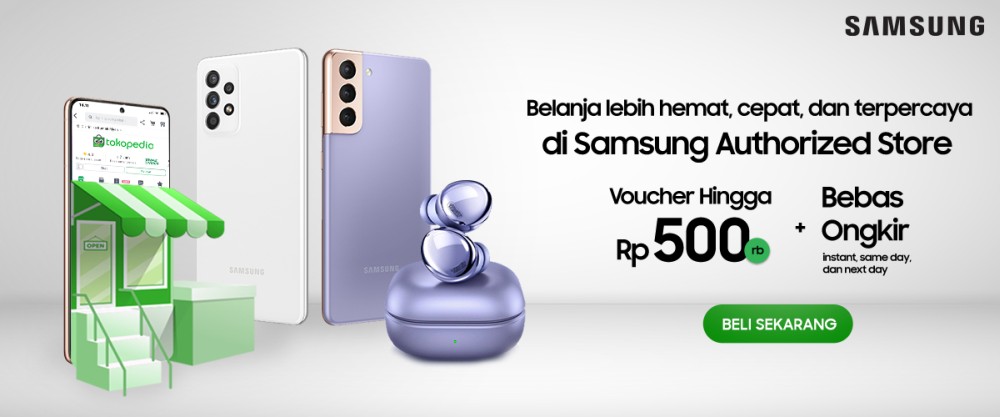 SAMSUNG
Belanja lebih hemat, cepat, dan terpercaya
di Samsung Authorized Store
Voucher Hingga
Rp 500 rb
+
Bebas
Ongkir
instant, same day,
dan next day
BELI SEKARANG
tokopedia
OPEN
SAMSUNG
SAMSUNG